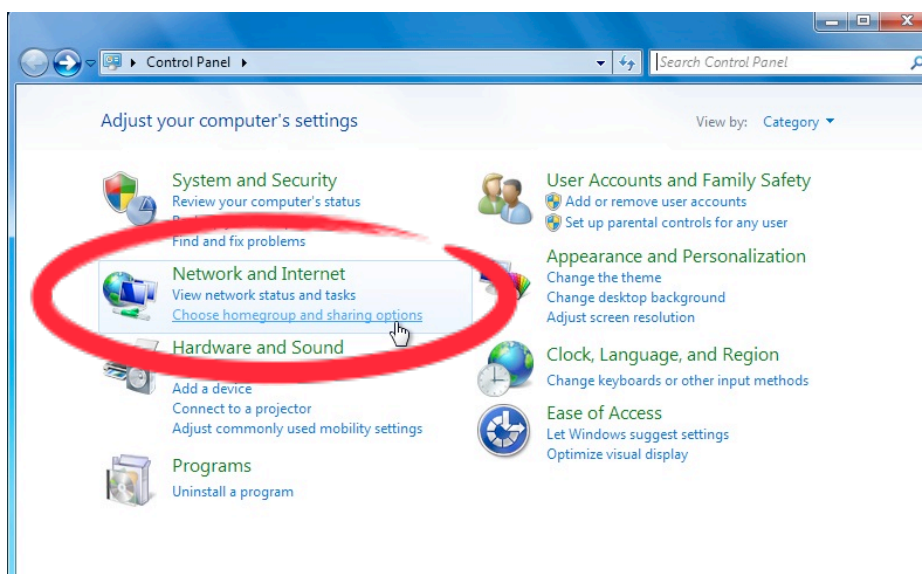 Control Panel
Search Control Panel
Adjust your computer's settings
View by: Category
System and Security
Review your computer's status
Find and fix problems
Network and Internet
View network status and tasks
Choose homegroup and sharing options
Hardware and Sound
Add a device
Connect to a projector
Adjust commonly used mobility settings
Programs
Uninstall a program
User Accounts and Family Safety
Add or remove user accounts
Set up parental controls for any user
Appearance and Personalization
Change the theme
Change desktop background
Adjust screen resolution
Clock, Language, and Region
Change keyboards or other input methods
Ease of Access
Let Windows suggest settings
Optimize visual display